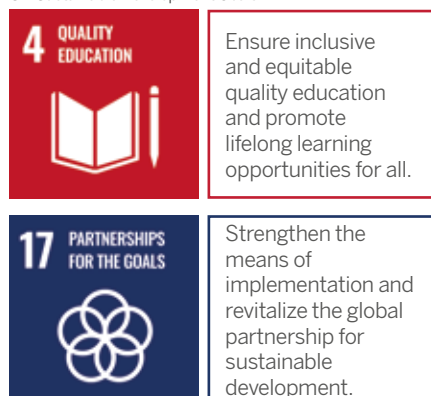 4 QUALITY
EDUCATION
Ensure inclusive
and equitable
quality education
and promote
lifelong learning
opportunities for all.
17 PARTNERSHIPS
FOR THE GOALS
Strengthen the
means of
implementation and
revitalize the global
partnership for
sustainable
development.